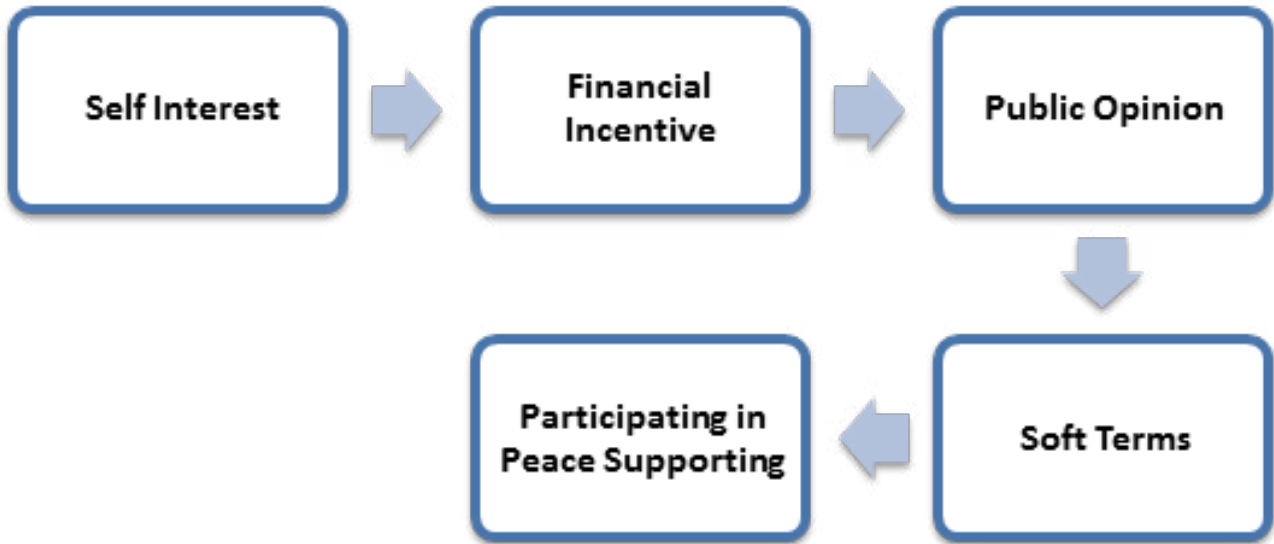 Self Interest
Financial
Incentive
Public Opinion
Soft Terms
Participating in
Peace Supporting